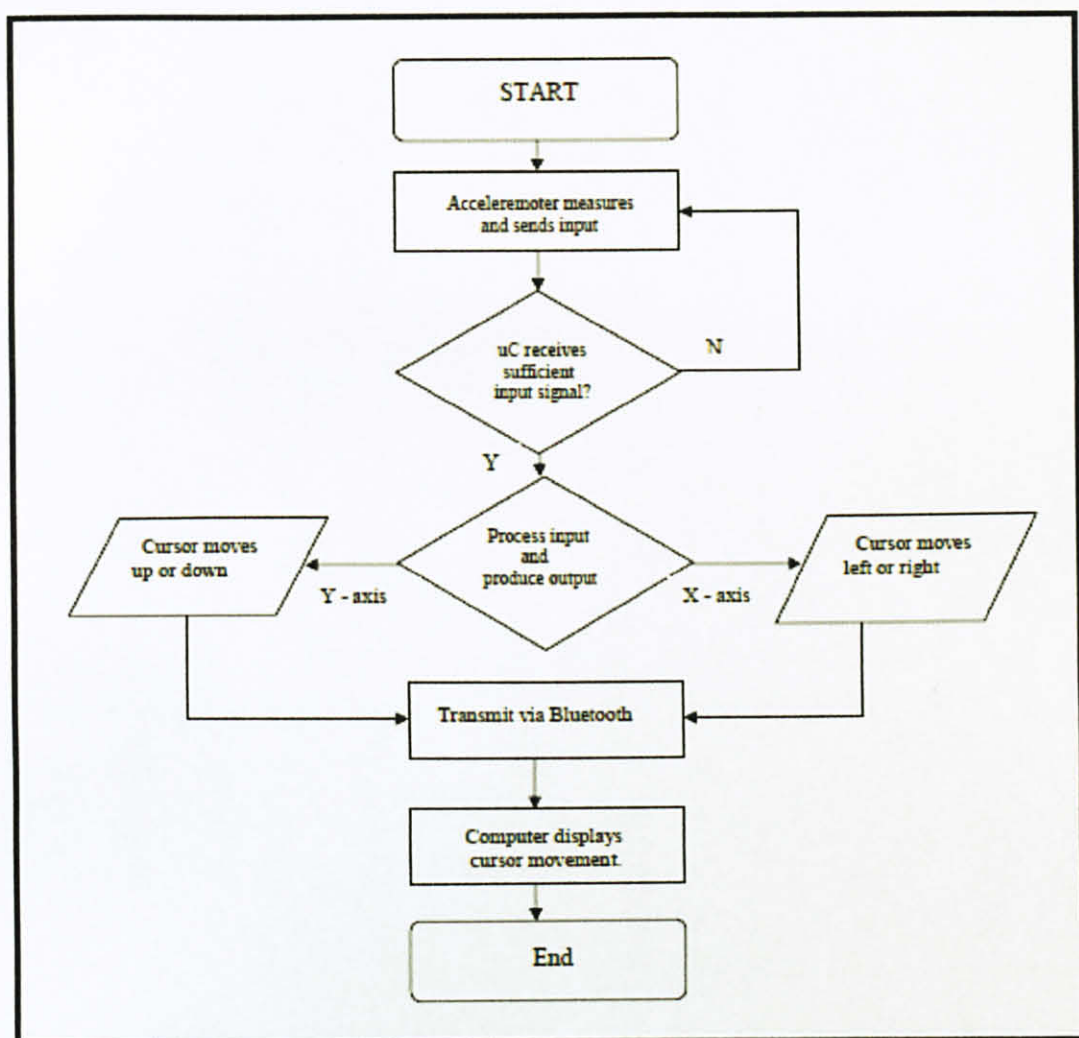 START
Acceleremoter measures
and sends input
uC receives
sufficient
input signal?
N
Y
Process input
and
produce output
Cursor moves
up or down
Y - axis
X - axis
Cursor moves
left or right
Transmit via Bluetooth
Computer displays
cursor movement.
End